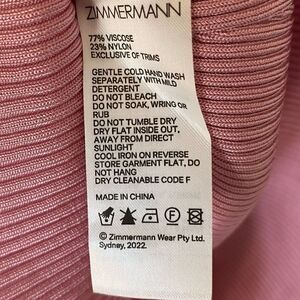 ZIMMERMANN
77% VISCOSE
23% NYLON
EXCLUSIVE OF TRIMS
GENTLE COLD HAND WASH
SEPARATELY WITH MILD
DETERGENT
DO NOT BLEACH
DO NOT SOAK, WRING OR
RUB
DO NOT TUMBLE DRY
DRY FLAT INSIDE OUT,
AWAY FROM DIRECT
SUNLIGHT
COOL IRON ON REVERSE
STORE GARMENT FLAT, DO
NOT HANG
DRY CLEANABLE CODE F
MADE IN CHINA
F
© Zimmermann Wear Pty Ltd.
Sydney, 2022.